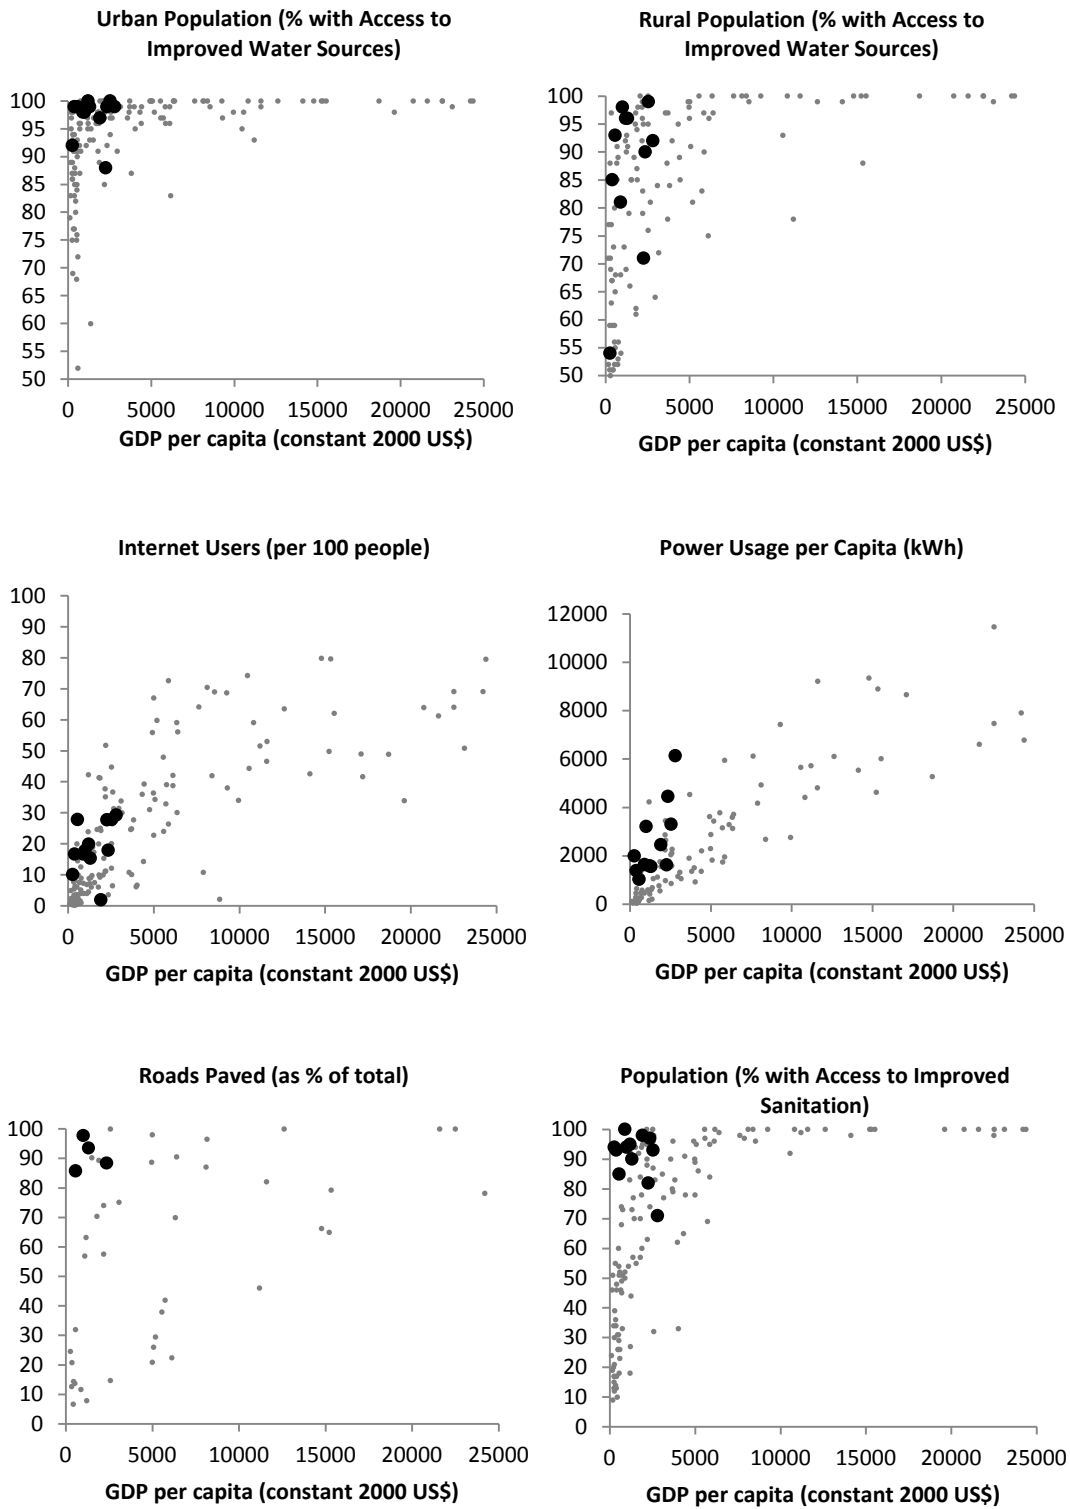 Urban Population (% with Access to
Improved Water Sources)
100
95
90
85
80
75
70
65
60
55
50
0 5000 10000 15000 20000 25000
GDP per capita (constant 2000 US$)
Rural Population (% with Access to
Improved Water Sources)
100
95
90
85
80
75
70
65
60
55
50
0 5000 10000 15000 20000 25000
GDP per capita (constant 2000 US$)
Internet Users (per 100 people)
100
90
80
70
60
50
40
30
20
10
0
0 5000 10000 15000 20000 25000
GDP per capita (constant 2000 US$)
Power Usage per Capita (kWh)
12000
10000
8000
6000
4000
2000
0
0 5000 10000 15000 20000 25000
GDP per capita (constant 2000 US$)
Roads Paved (as % of total)
100
90
80
70
60
50
40
30
20
10
0
0 5000 10000 15000 20000 25000
GDP per capita (constant 2000 US$)
Population (% with Access to Improved
Sanitation)
100
90
80
70
60
50
40
30
20
10
0
0 5000 10000 15000 20000 25000
GDP per capita (constant 2000 US$)